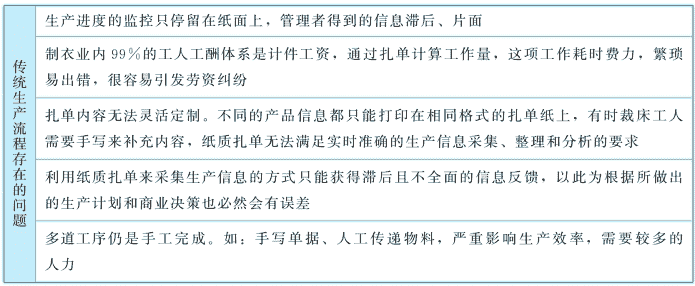 传统生产流程存在的问题
生产进度的监控只停留在纸面上，管理者得到的信息滞后、片面
制衣业内99%的工人工酬体系是计件工资，通过扎单计算工作量，这项工作耗时费力，繁琐
易出错，很容易引发劳资纠纷
扎单内容无法灵活定制。不同的产品信息都只能打印在相同格式的扎单纸上，有时裁床工人
需要手写来补充内容，纸质扎单无法满足实时准确的生产信息采集、整理和分析的要求
利用纸质扎单来采集生产信息的方式只能获得滞后且不全面的信息反馈，以此为根据所做出
的生产计划和商业决策也必然会有误差
多道工序仍是手工完成。如：手写单据、人工传递物料，严重影响生产效率，需要较多的
人力